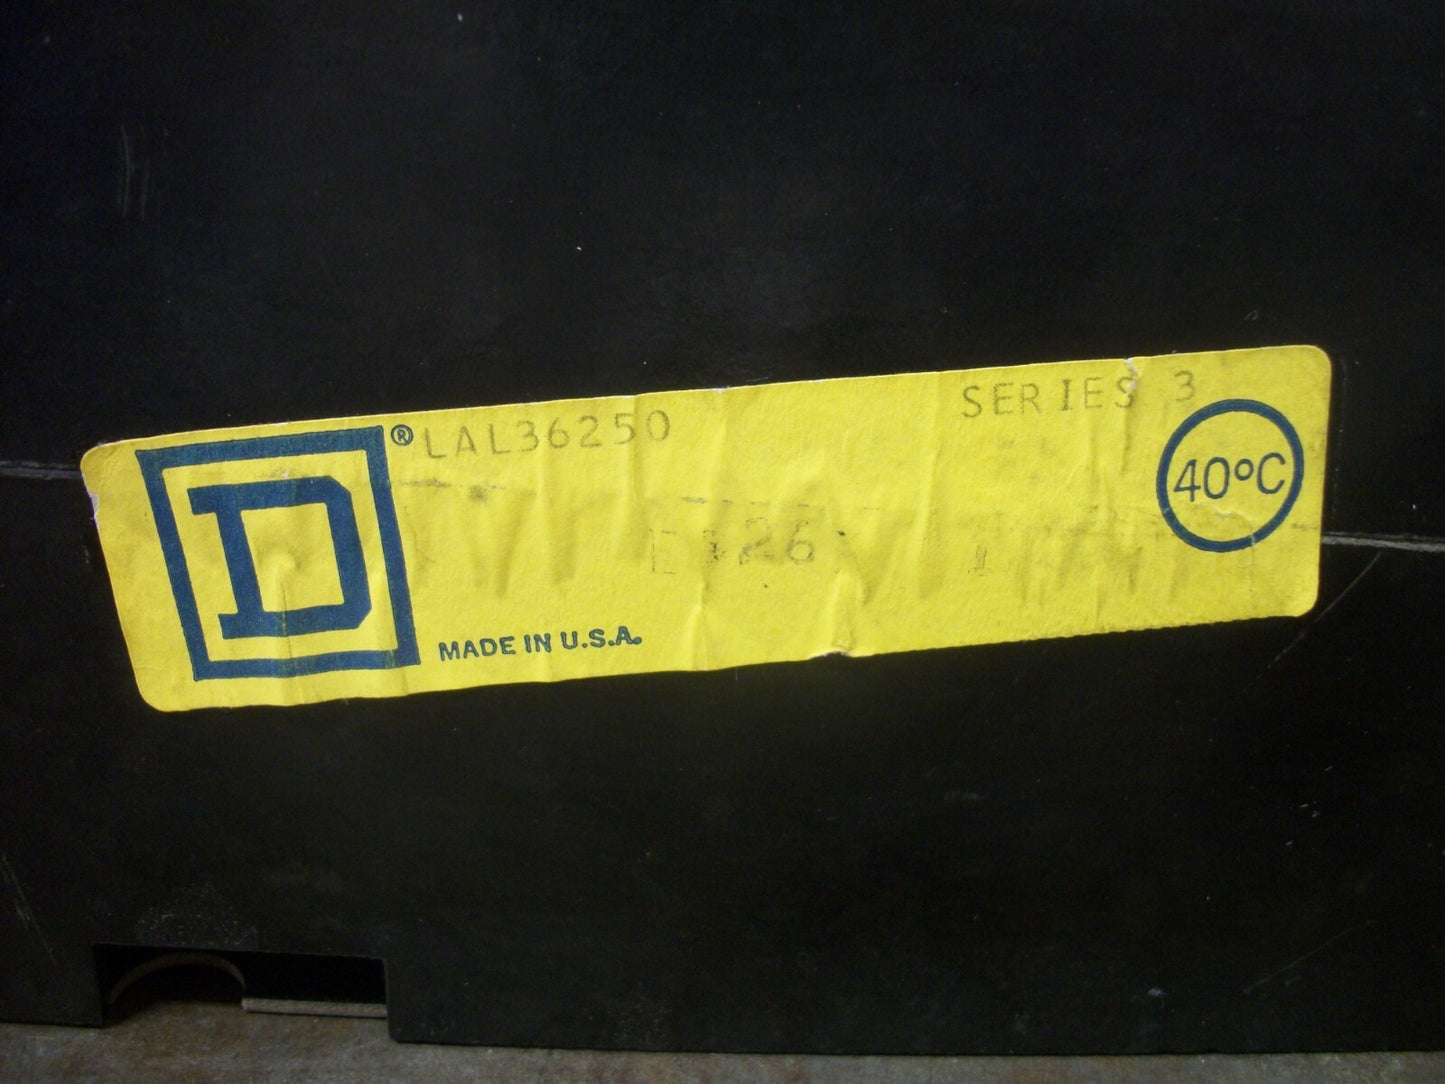 D ® LAL36250 SERIES 3
40°C
MADE IN U.S.A.